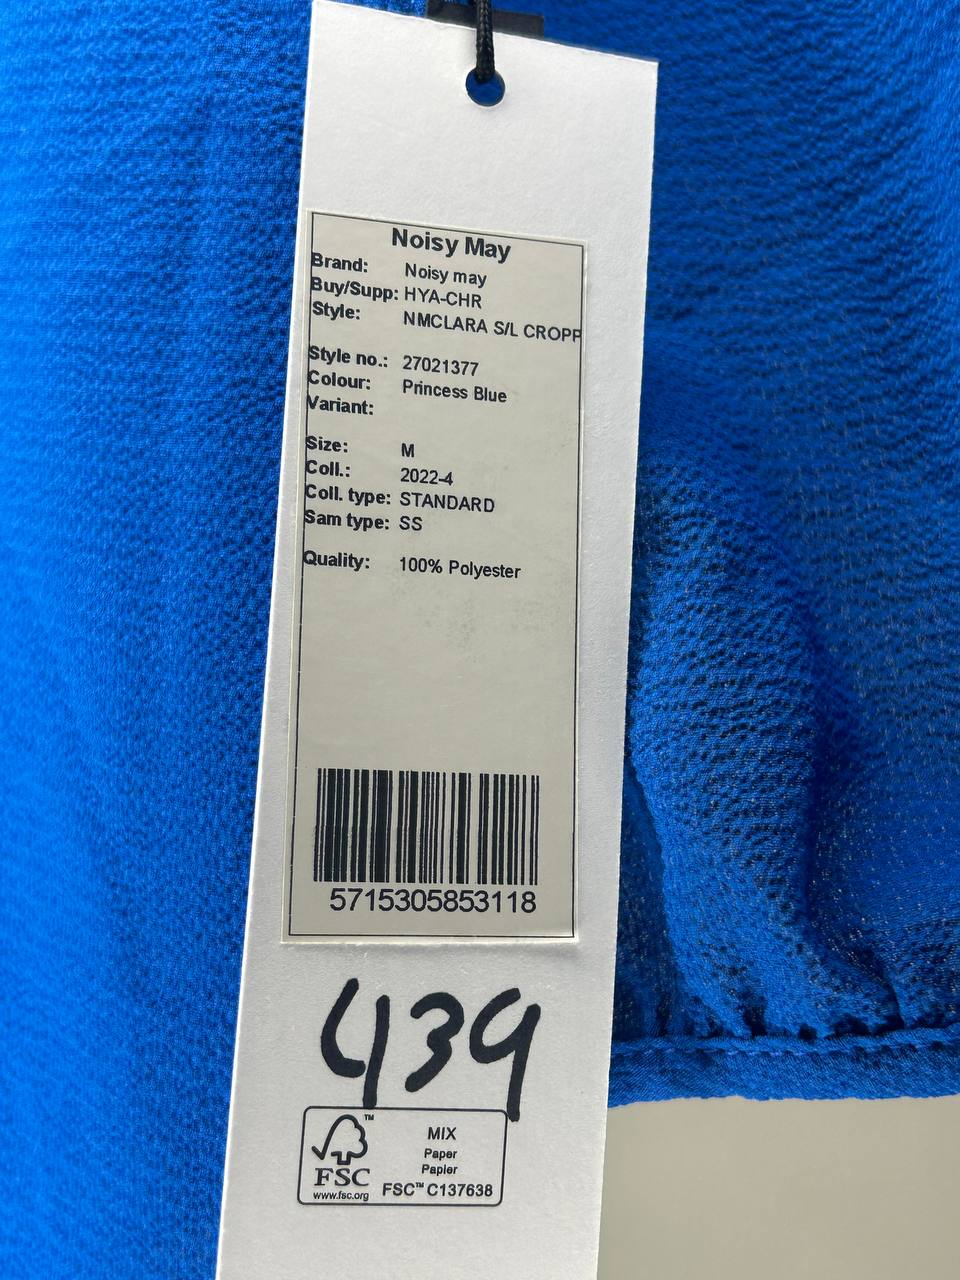 Noisy May
Brand: Noisy may
Buy/Supp: HYA-CHR
Style: NMCLARA S/L CROPP
Style no.: 27021377
Colour: Princess Blue
Variant:
Size: M
Coll.: 2022-4
Coll. type: STANDARD
Sam type: SS
Quality: 100% Polyester
5715305853118
439
FSC™
www.fsc.org
MIX
Paper
Papier
FSC™ C137638